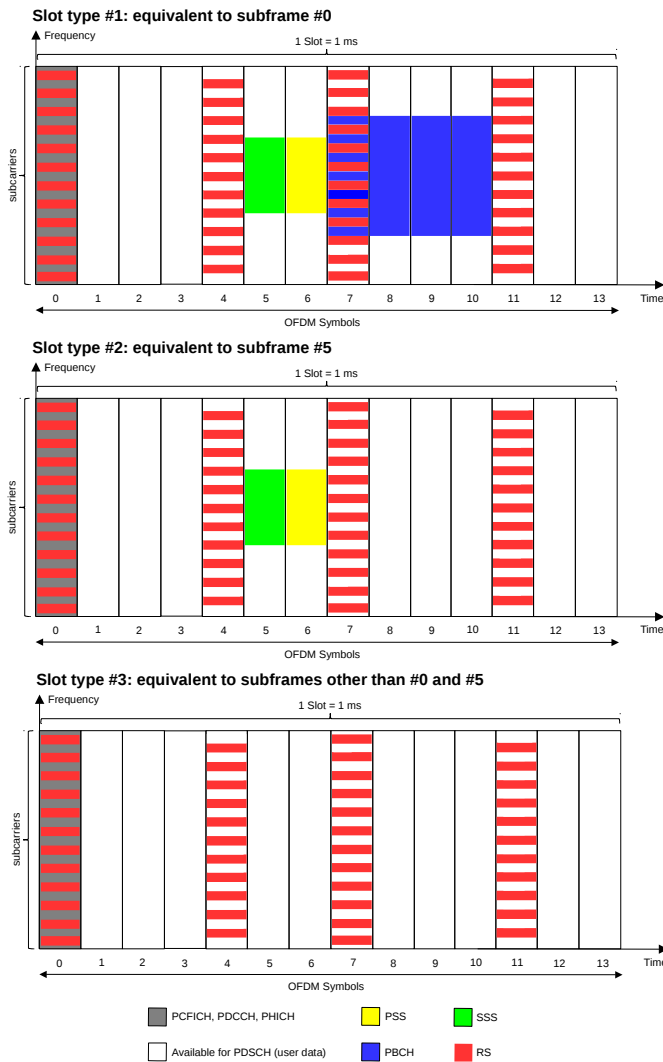 Slot type #1: equivalent to subframe #0
Frequency
1 Slot = 1 ms
subcarriers
0 1 2 3 4 5 6 7 8 9 10 11 12 13 Time
OFDM Symbols
Slot type #2: equivalent to subframe #5
Frequency
1 Slot = 1 ms
subcarriers
0 1 2 3 4 5 6 7 8 9 10 11 12 13 Time
OFDM Symbols
Slot type #3: equivalent to subframes other than #0 and #5
Frequency
1 Slot = 1 ms
subcarriers
0 1 2 3 4 5 6 7 8 9 10 11 12 13 Time
OFDM Symbols
PCFICH, PDCCH, PHICH PSS SSS
Available for PDSCH (user data) PBCH RS